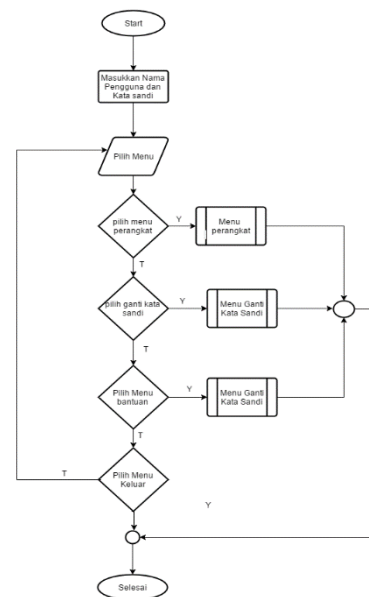 Start
Masukkan Nama
Pengguna dan
Kata sandi
Pilih Menu
pilih menu
perangkat
Y
Menu
perangkat
T
pilih ganti kata
sandi
Y
Menu Ganti
Kata Sandi
T
Pilih Menu
bantuan
Y
Menu Ganti
Kata Sandi
T
Pilih Menu
Keluar
T
Y
Selesai